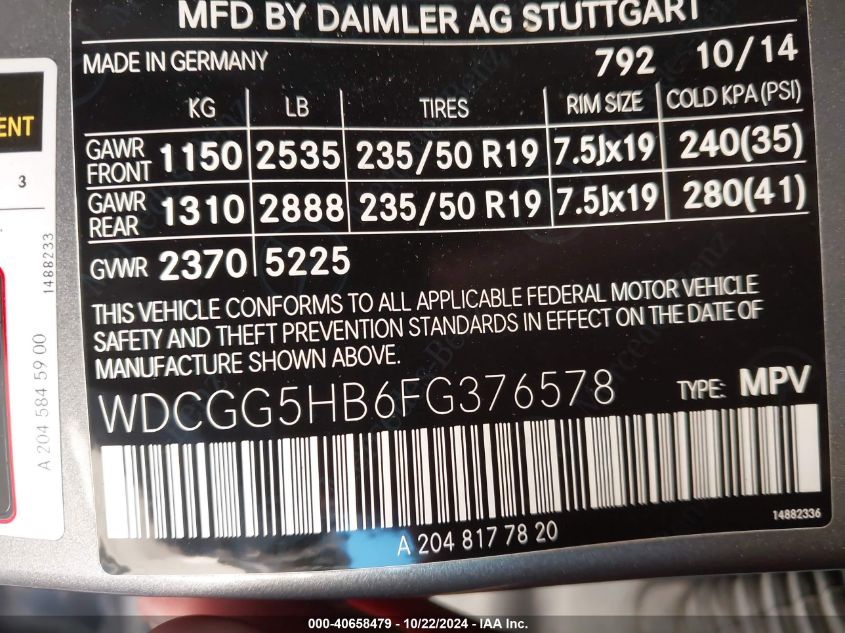 MFD BY DAIMLER AG STUTTGART
MADE IN GERMANY 792 10/14
KG LB TIRES RIM SIZE COLD KPA (PSI)
GAWR FRONT 1150 2535 235/50 R19 7.5Jx19 240(35)
GAWR REAR 1310 2888 235/50 R19 7.5Jx19 280(41)
GVWR 2370 5225
THIS VEHICLE CONFORMS TO ALL APPLICABLE FEDERAL MOTOR VEHICLE
SAFETY AND THEFT PREVENTION STANDARDS IN EFFECT ON THE DATE OF
MANUFACTURE SHOWN ABOVE.
WDCGG5HB6FG376578 TYPE: MPV
14882336
A 204 817 78 20
ENT
3
1488233
A 204 584 59 00
Mercedes-Benz
000-40658479 - 10/22/2024 - IAA Inc.